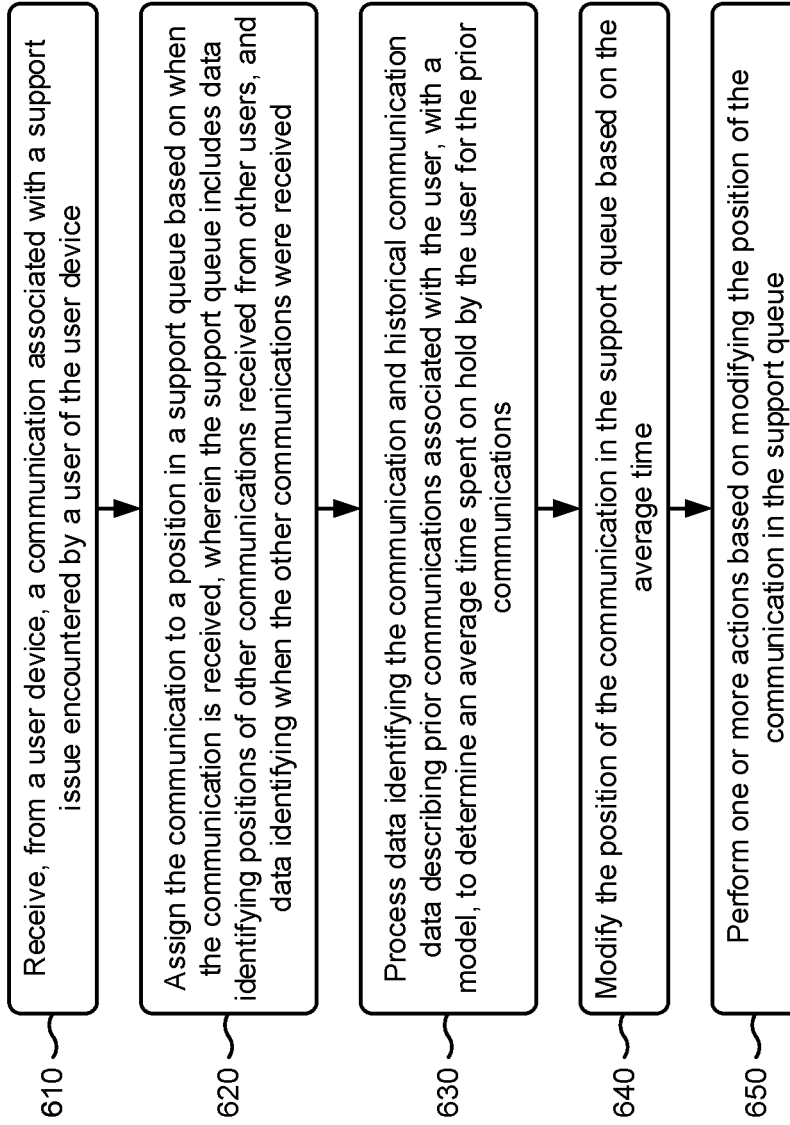 610
Receive, from a user device, a communication associated with a support
issue encountered by a user of the user device
620
Assign the communication to a position in a support queue based on when
the communication is received, wherein the support queue includes data
identifying positions of other communications received from other users, and
data identifying when the other communications were received
630
Process data identifying the communication and historical communication
data describing prior communications associated with the user, with a
model, to determine an average time spent on hold by the user for the prior
communications
640
Modify the position of the communication in the support queue based on the
average time
650
Perform one or more actions based on modifying the position of the
communication in the support queue